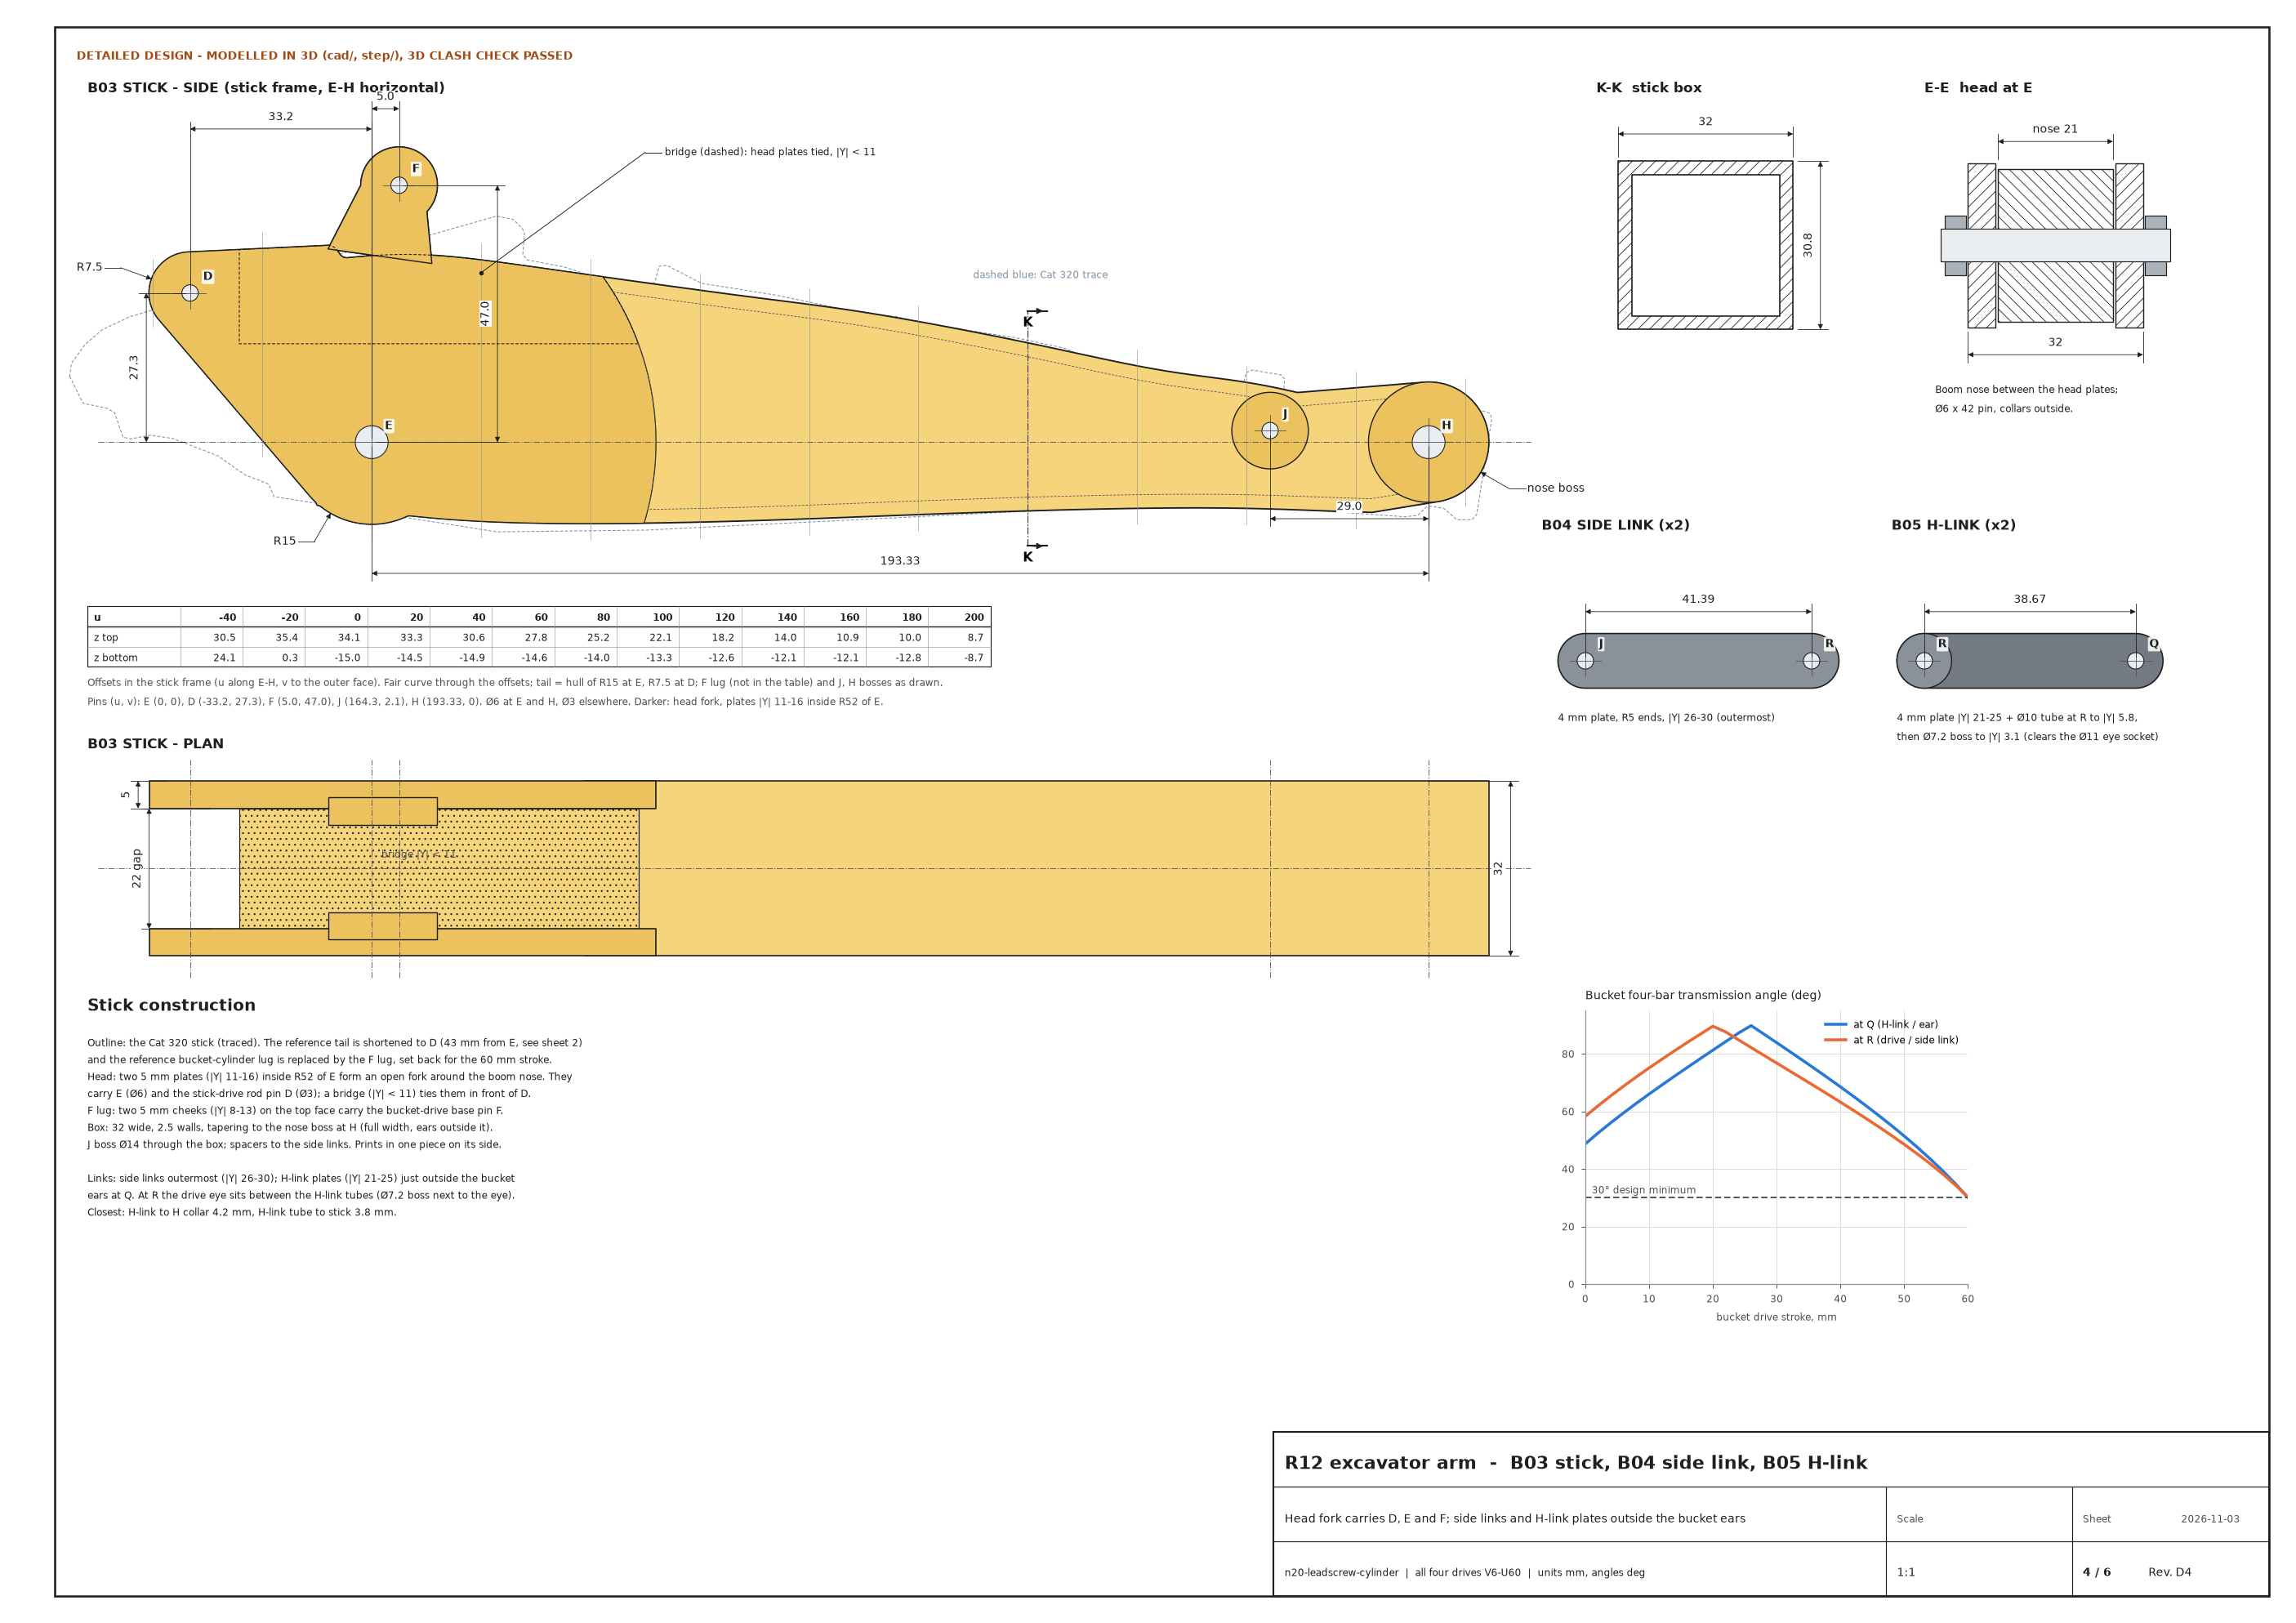 DETAILED DESIGN - MODELLED IN 3D (cad/, step/), 3D CLASH CHECK PASSED
B03 STICK - SIDE (stick frame, E-H horizontal)
5.0
33.2
bridge (dashed): head plates tied, |Y| < 11
F
R7.5
D
dashed blue: Cat 320 trace
47.0
K
27.3
E
J
H
nose boss
29.0
R15
K
193.33
K-K  stick box
32
30.8
E-E  head at E
nose 21
32
Boom nose between the head plates;
Ø6 x 42 pin, collars outside.
B04 SIDE LINK (x2)
41.39
J
R
4 mm plate, R5 ends, |Y| 26-30 (outermost)
B05 H-LINK (x2)
38.67
R
Q
4 mm plate |Y| 21-25 + Ø10 tube at R to |Y| 5.8,
then Ø7.2 boss to |Y| 3.1 (clears the Ø11 eye socket)
u -40 -20 0 20 40 60 80 100 120 140 160 180 200
z top 30.5 35.4 34.1 33.3 30.6 27.8 25.2 22.1 18.2 14.0 10.9 10.0 8.7
z bottom 24.1 0.3 -15.0 -14.5 -14.9 -14.6 -14.0 -13.3 -12.6 -12.1 -12.1 -12.8 -8.7
Offsets in the stick frame (u along E-H, v to the outer face). Fair curve through the offsets; tail = hull of R15 at E, R7.5 at D; F lug (not in the table) and J, H bosses as drawn.
Pins (u, v): E (0, 0), D (-33.2, 27.3), F (5.0, 47.0), J (164.3, 2.1), H (193.33, 0). Ø6 at E and H, Ø3 elsewhere. Darker: head fork, plates |Y| 11-16 inside R52 of E.
B03 STICK - PLAN
5
22 gap
bridge |Y| < 11
32
Stick construction
Outline: the Cat 320 stick (traced). The reference tail is shortened to D (43 mm from E, see sheet 2)
and the reference bucket-cylinder lug is replaced by the F lug, set back for the 60 mm stroke.
Head: two 5 mm plates (|Y| 11-16) inside R52 of E form an open fork around the boom nose. They
carry E (Ø6) and the stick-drive rod pin D (Ø3); a bridge (|Y| < 11) ties them in front of D.
F lug: two 5 mm cheeks (|Y| 8-13) on the top face carry the bucket-drive base pin F.
Box: 32 wide, 2.5 walls, tapering to the nose boss at H (full width, ears outside it).
J boss Ø14 through the box; spacers to the side links. Prints in one piece on its side.
Links: side links outermost (|Y| 26-30); H-link plates (|Y| 21-25) just outside the bucket
ears at Q. At R the drive eye sits between the H-link tubes (Ø7.2 boss next to the eye).
Closest: H-link to H collar 4.2 mm, H-link tube to stick 3.8 mm.
Bucket four-bar transmission angle (deg)
at Q (H-link / ear)
at R (drive / side link)
80
60
40
30° design minimum
20
0
0 10 20 30 40 50 60
bucket drive stroke, mm
R12 excavator arm  -  B03 stick, B04 side link, B05 H-link
Head fork carries D, E and F; side links and H-link plates outside the bucket ears
Scale
Sheet
2026-11-03
n20-leadscrew-cylinder  |  all four drives V6-U60  |  units mm, angles deg
1:1
4 / 6
Rev. D4